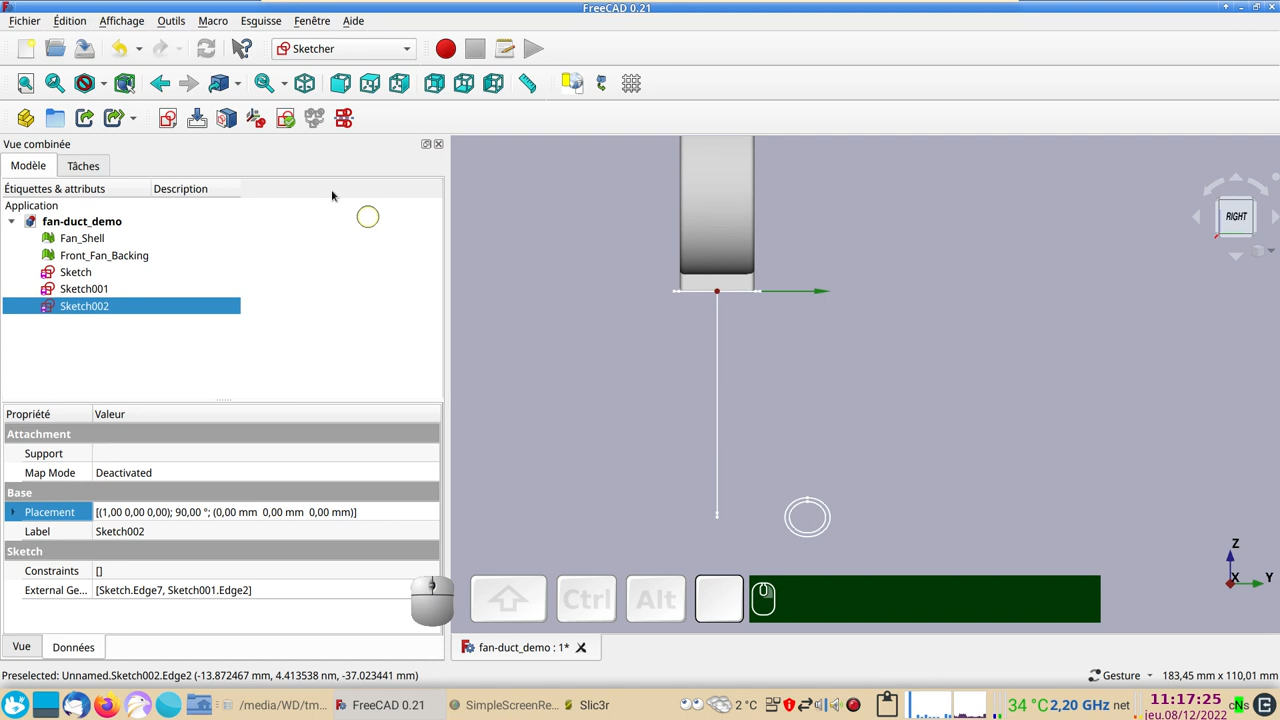 FreeCAD 0.21
Fichier Édition Affichage Outils Macro Esquisse Fenêtre Aide
Sketcher
Vue combinée
Modèle Tâches
Étiquettes & attributs Description
Application
fan-duct_demo
Fan_Shell
Front_Fan_Backing
Sketch
Sketch001
Sketch002
RIGHT
Propriété Valeur
Attachment
Support
Map Mode Deactivated
Base
Placement [(1,00 0,00 0,00); 90,00 °; (0,00 mm 0,00 mm 0,00 mm)]
Label Sketch002
Sketch
Constraints []
External Ge... [Sketch.Edge7, Sketch001.Edge2]
Z
X Y
Ctrl Alt
Vue Données
fan-duct_demo : 1*
Preselected: Unnamed.Sketch002.Edge2 (-13.872467 mm, 4.413538 mm, -37.023441 mm)
Gesture 183,45 mm x 110,01 mm
/media/WD/tm... FreeCAD 0.21 SimpleScreenRe... Slic3r
2 °C
34 °C 2,20 GHz net
11:17:25
jeu.08/12/2022